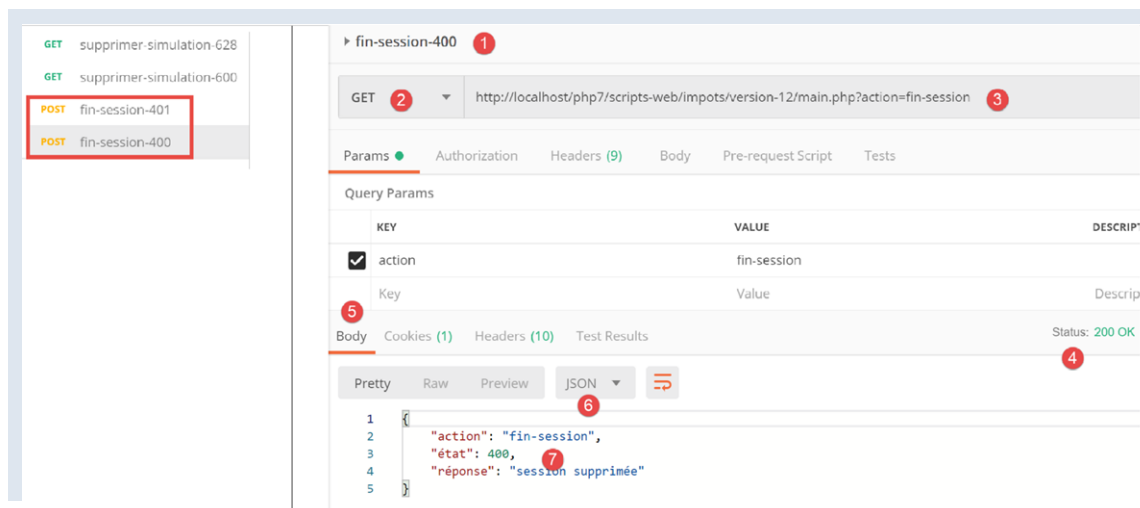 GET supprimer-simulation-628
GET supprimer-simulation-600
POST fin-session-401
POST fin-session-400
fin-session-400 1
GET 2 http://localhost/php7/scripts-web/impots/version-12/main.php?action=fin-session 3
Params Authorization Headers (9) Body Pre-request Script Tests
Query Params
KEY VALUE DESCRIPT
action fin-session
Key Value Descrip
5
Body Cookies (1) Headers (10) Test Results Status: 200 OK
4
Pretty Raw Preview JSON
6
1 {
2 "action": "fin-session",
3 "état": 400, 7
4 "réponse": "session supprimée"
5 }